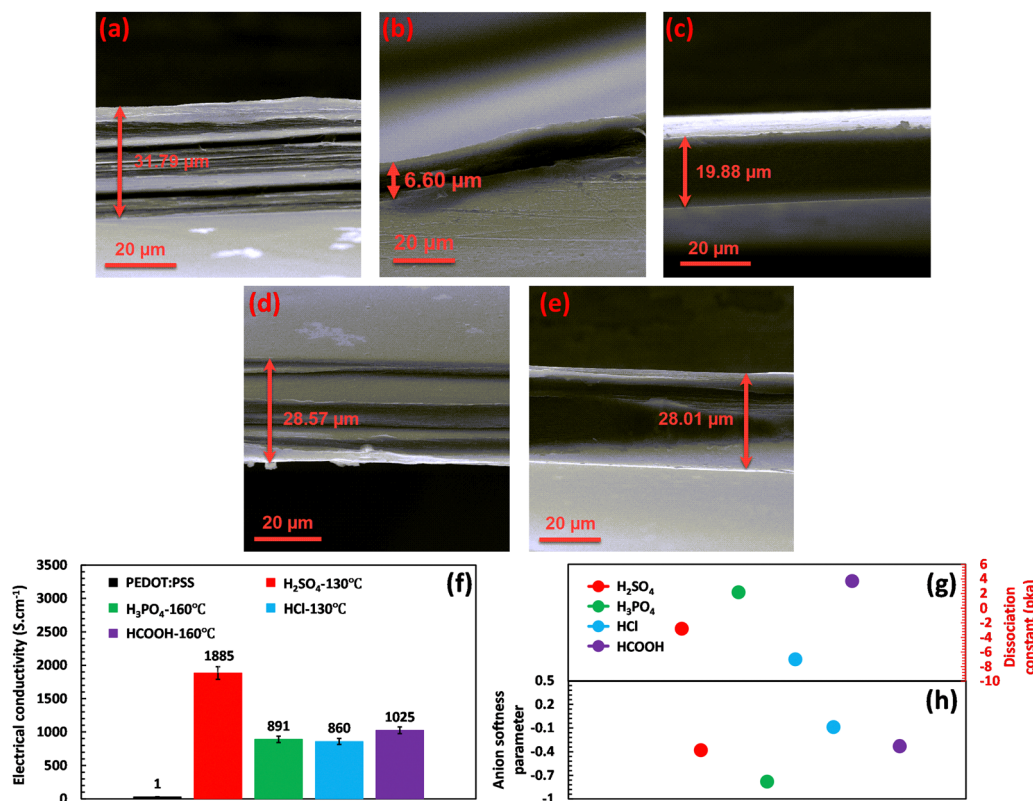 (a)
31.79 µm
20 µm
(b)
6.60 µm
20 µm
(c)
19.88 µm
20 µm
(d)
28.57 µm
20 µm
(e)
28.01 µm
20 µm
(f)
Electrical conductivity (S.cm⁻¹)
3500
3000
2500
2000
1500
1000
500
0
PEDOT:PSS
H₂SO₄-130℃
H₃PO₄-160℃
HCl-130℃
HCOOH-160℃
1
1885
891
860
1025
(g)
H₂SO₄
H₃PO₄
HCl
HCOOH
6
4
2
0
-2
-4
-6
-8
-10
Dissociation
constant (pka)
(h)
Anion softness
parameter
0.5
-0.1
-0.4
-0.7
-1